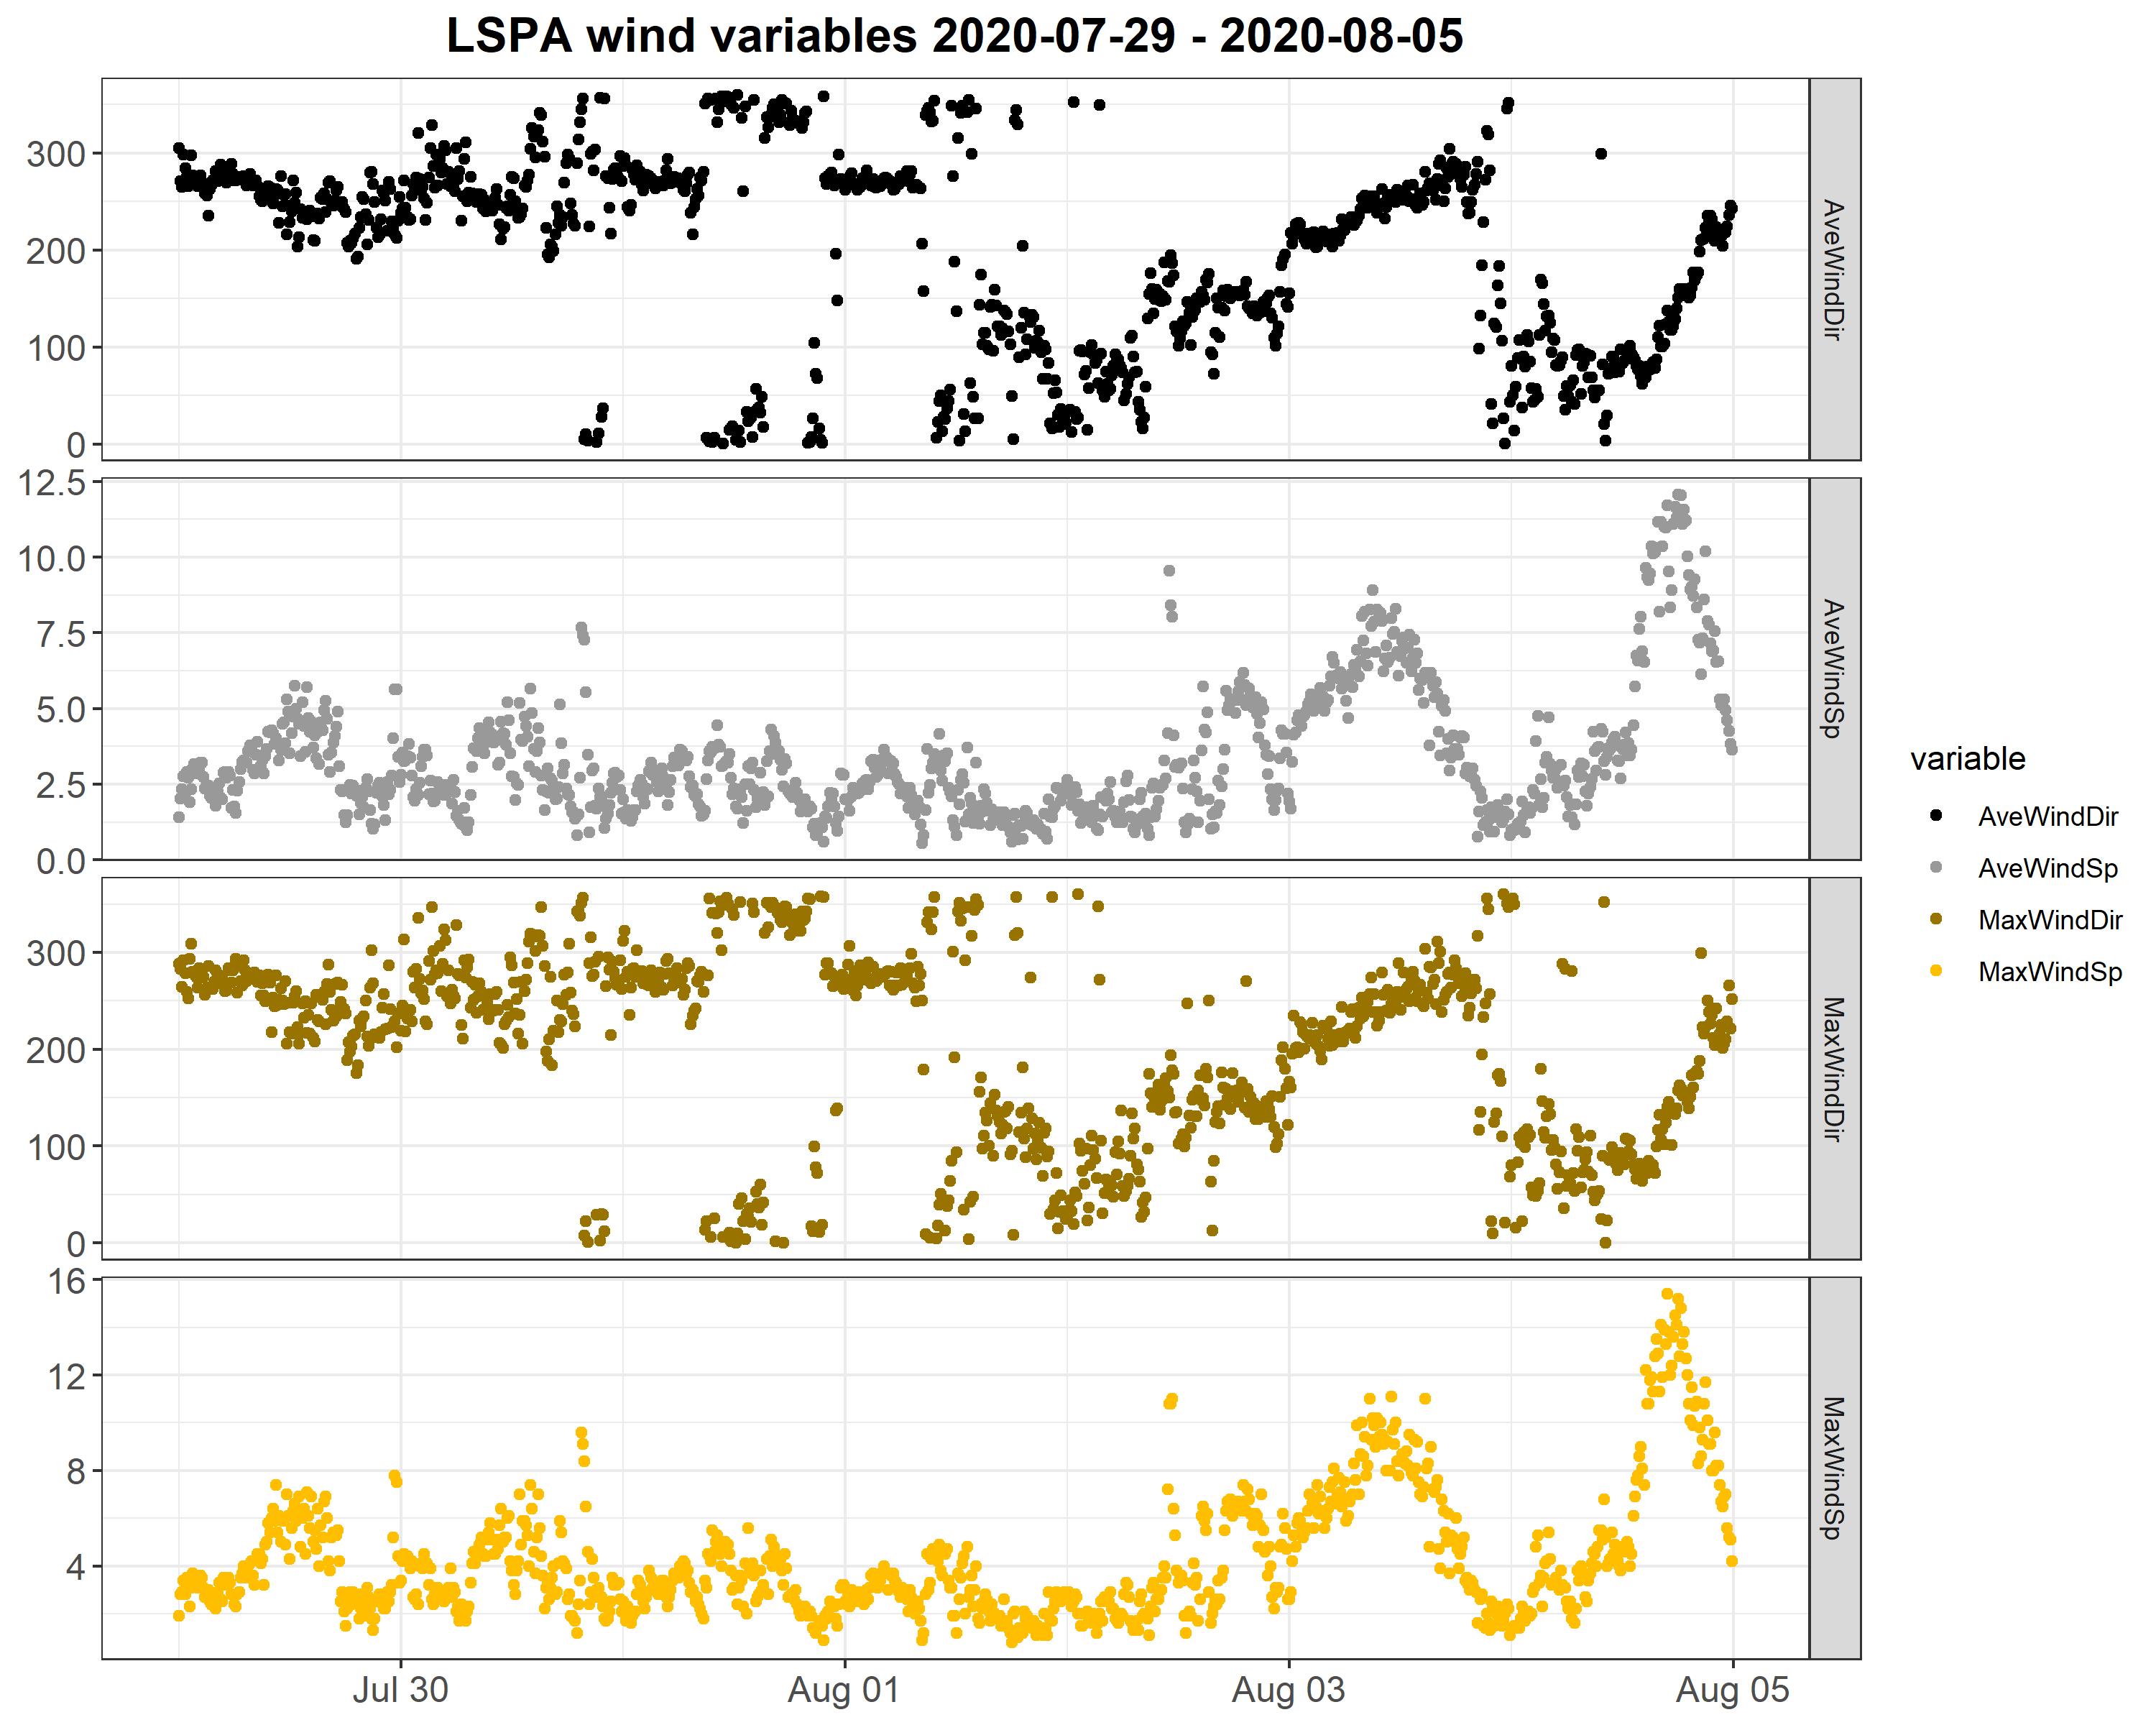 LSPA wind variables 2020-07-29 - 2020-08-05
300
200
100
0
AveWindDir
12.5
10.0
7.5
5.0
2.5
0.0
AveWindSp
300
200
100
0
MaxWindDir
16
12
8
4
MaxWindSp
Jul 30
Aug 01
Aug 03
Aug 05
variable
AveWindDir
AveWindSp
MaxWindDir
MaxWindSp